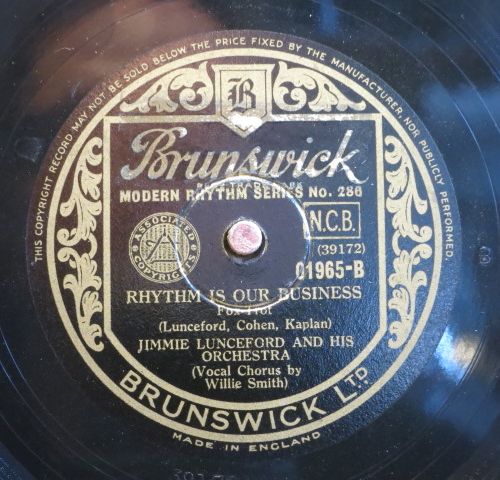 THIS COPYRIGHT RECORD MAY NOT BE SOLD BELOW THE PRICE FIXED BY THE MANUFACTURER, NOR PUBLICLY PERFORMED.
B
Brunswick
MODERN RHYTHM SERIES No. 286
ASSOCIATED COPYRIGHTS
N.C.B.
(39172)
01965-B
RHYTHM IS OUR BUSINESS
Fox-Trot
(Lunceford, Cohen, Kaplan)
JIMMIE LUNCEFORD AND HIS
ORCHESTRA
(Vocal Chorus by
Willie Smith)
BRUNSWICK LTD.
MADE IN ENGLAND